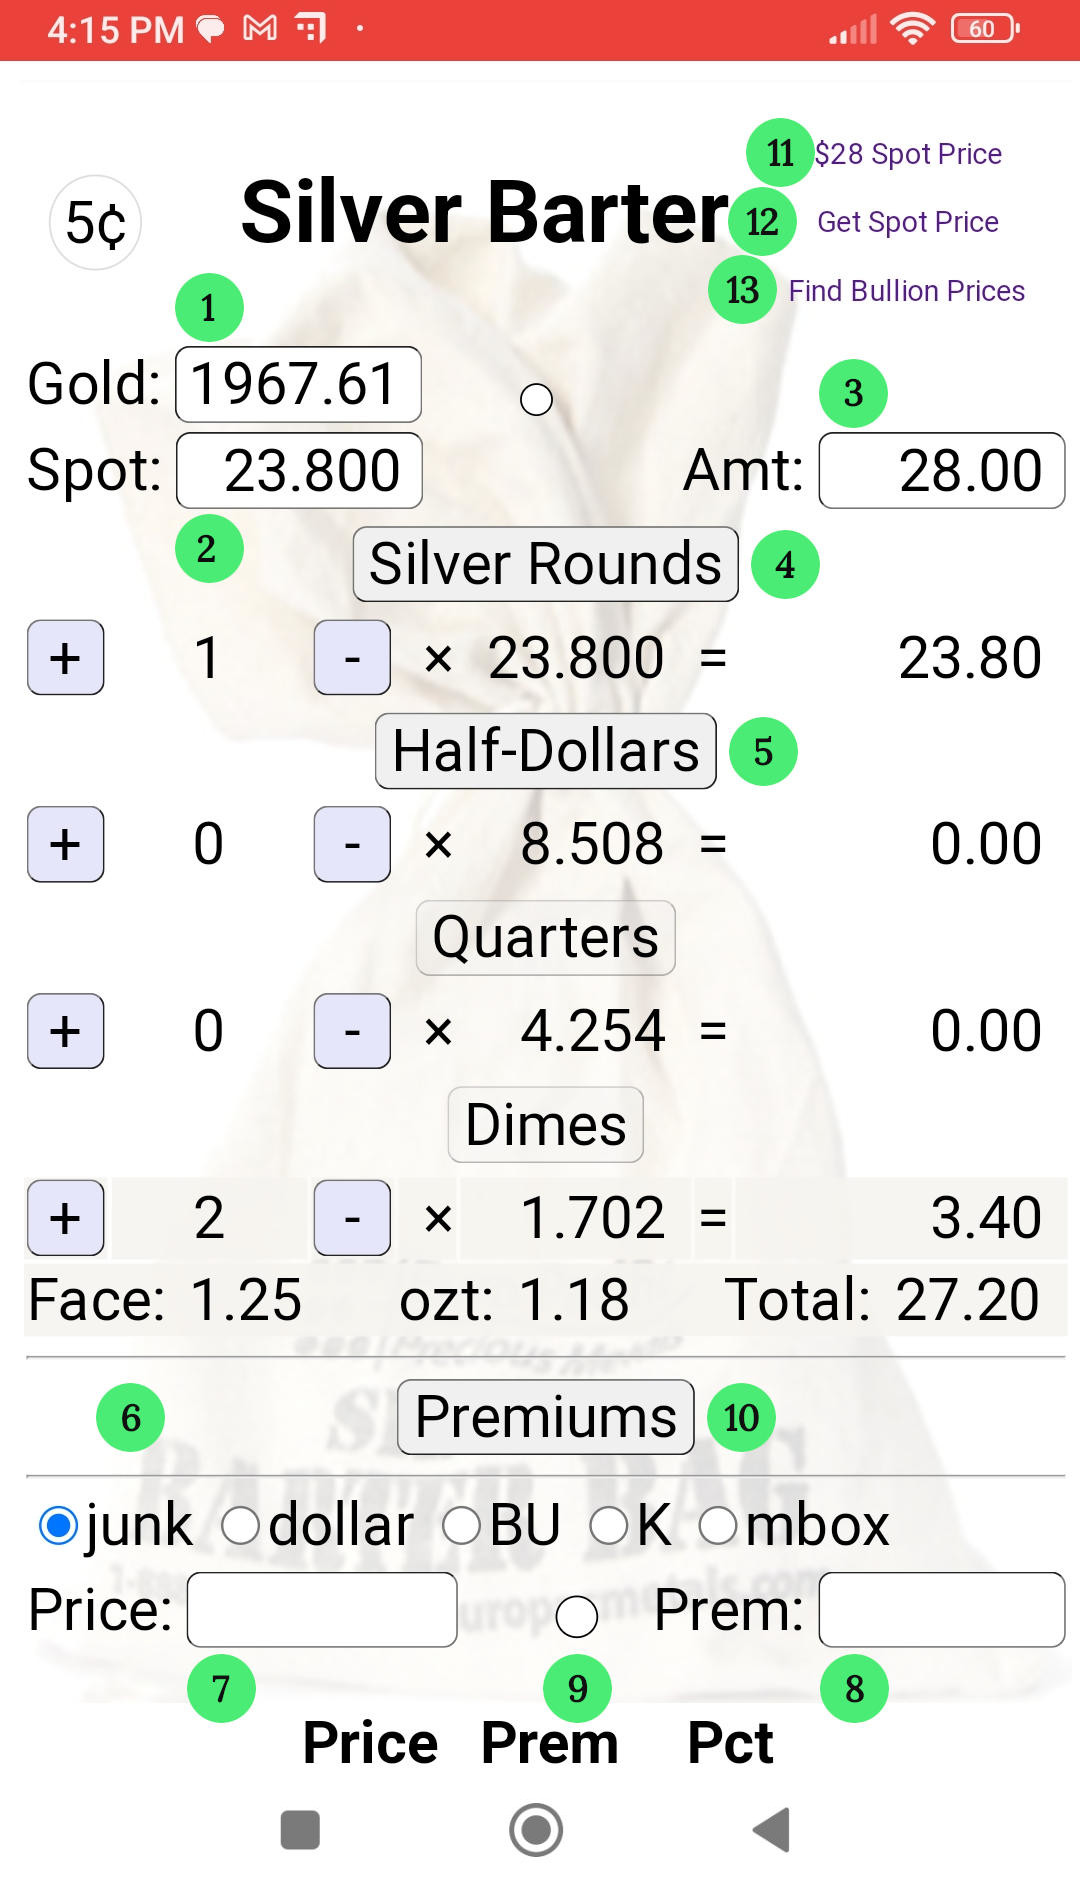 4:15 PM 60
11 $28 Spot Price
5¢ Silver Barter 12 Get Spot Price
13 Find Bullion Prices
1
Gold: 1967.61 3
Spot: 23.800 Amt: 28.00
2 Silver Rounds 4
+ 1 - × 23.800 = 23.80
Half-Dollars 5
+ 0 - × 8.508 = 0.00
Quarters
+ 0 - × 4.254 = 0.00
Dimes
+ 2 - × 1.702 = 3.40
Face: 1.25 ozt: 1.18 Total: 27.20
Precious Metals
6 Premiums 10
BARTER BAG
junk dollar BU K mbox
Price: Prem:
7 9 8
Price Prem Pct